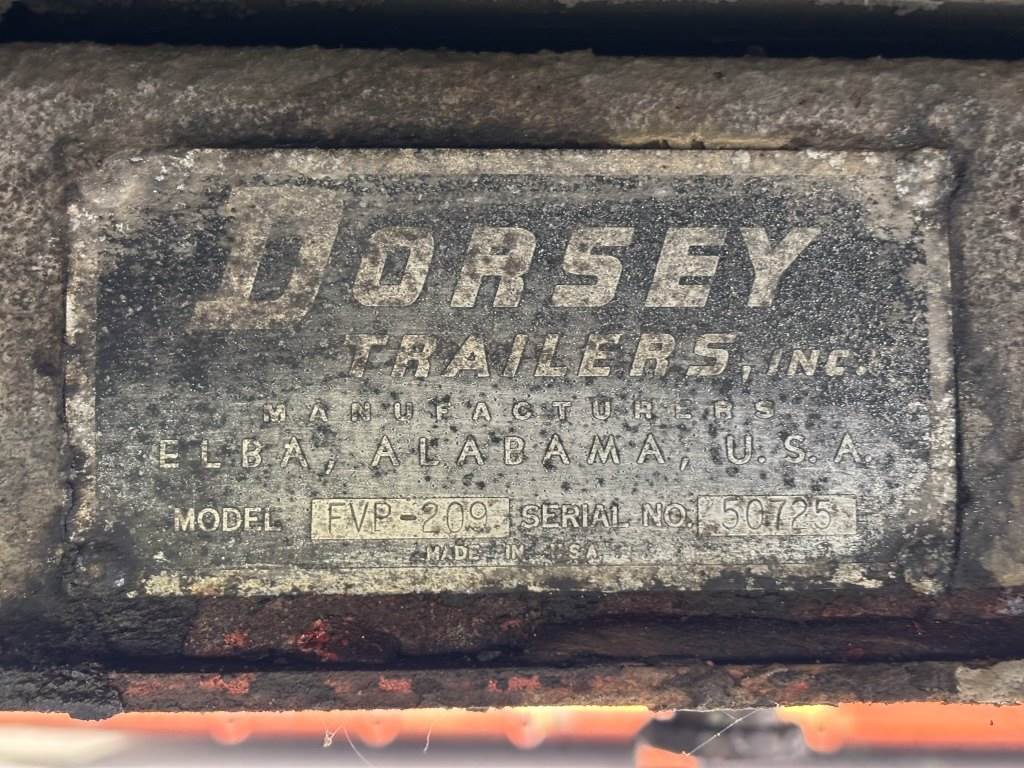 DORSEY
TRAILERS, INC.
MANUFACTURERS
ELBA, ALABAMA, U.S.A.
MODEL FVP-209 SERIAL NO. 50725
MADE IN U.S.A.